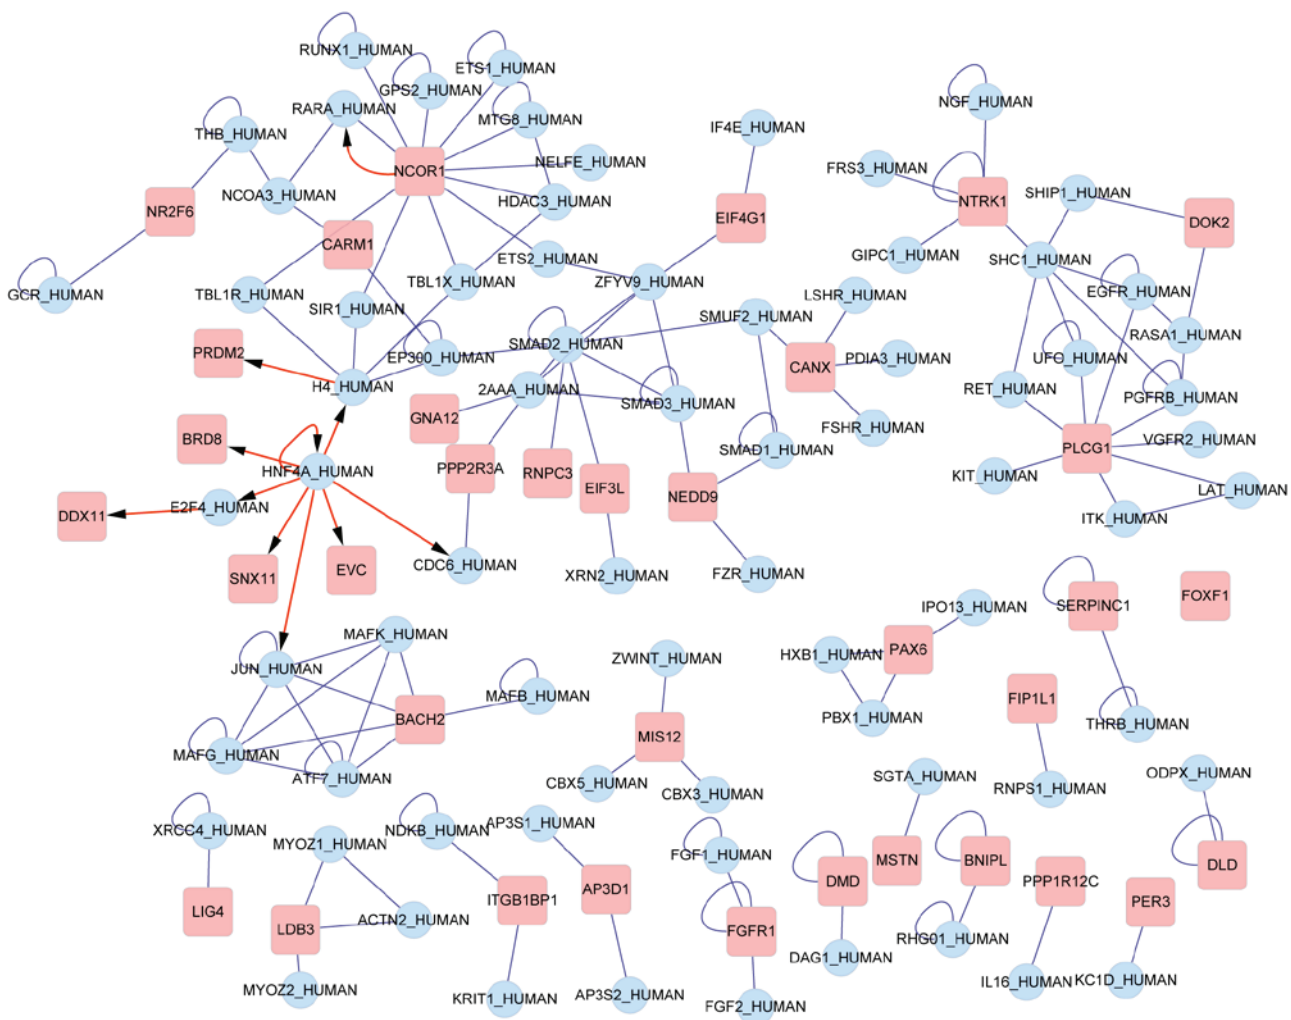 RUNX1_HUMAN
ETS1_HUMAN
GPS2_HUMAN
RARA_HUMAN
NGF_HUMAN
MTG8_HUMAN
IF4E_HUMAN
THB_HUMAN
NELFE_HUMAN
FRS3_HUMAN
NCOR1
NCOA3_HUMAN
HDAC3_HUMAN
SHIP1_HUMAN
NTRK1
NR2F6
EIF4G1
DOK2
CARM1
GIPC1_HUMAN
ETS2_HUMAN
SHC1_HUMAN
ZFYV9_HUMAN
TBL1X_HUMAN
GCR_HUMAN
TBL1R_HUMAN
LSHR_HUMAN
EGFR_HUMAN
SIR1_HUMAN
SMUF2_HUMAN
RASA1_HUMAN
SMAD2_HUMAN
PRDM2
EP300_HUMAN
PDIA3_HUMAN
UFO_HUMAN
CANX
H4_HUMAN
2AAA_HUMAN
RET_HUMAN
PGFRB_HUMAN
SMAD3_HUMAN
GNA12
FSHR_HUMAN
BRD8
VGFR2_HUMAN
SMAD1_HUMAN
PLCG1
HNF4A_HUMAN
PPP2R3A
RNPC3
KIT_HUMAN
EIF3L
NEDD9
LAT_HUMAN
E2F4_HUMAN
DDX11
ITK_HUMAN
CDC6_HUMAN
EVC
XRN2_HUMAN
FZR_HUMAN
SNX11
FOXF1
SERPINC1
IPO13_HUMAN
MAFK_HUMAN
PAX6
HXB1_HUMAN
ZWINT_HUMAN
JUN_HUMAN
MAFB_HUMAN
FIP1L1
BACH2
PBX1_HUMAN
THRB_HUMAN
MIS12
MAFG_HUMAN
ODPX_HUMAN
ATF7_HUMAN
SGTA_HUMAN
CBX5_HUMAN
RNPS1_HUMAN
CBX3_HUMAN
AP3S1_HUMAN
XRCC4_HUMAN
NDKB_HUMAN
MYOZ1_HUMAN
FGF1_HUMAN
MSTN
BNIPL
DLD
DMD
PPP1R12C
AP3D1
ITGB1BP1
PER3
LIG4
ACTN2_HUMAN
LDB3
FGFR1
RHG01_HUMAN
DAG1_HUMAN
IL16_HUMAN
KC1D_HUMAN
MYOZ2_HUMAN
KRIT1_HUMAN
AP3S2_HUMAN
FGF2_HUMAN